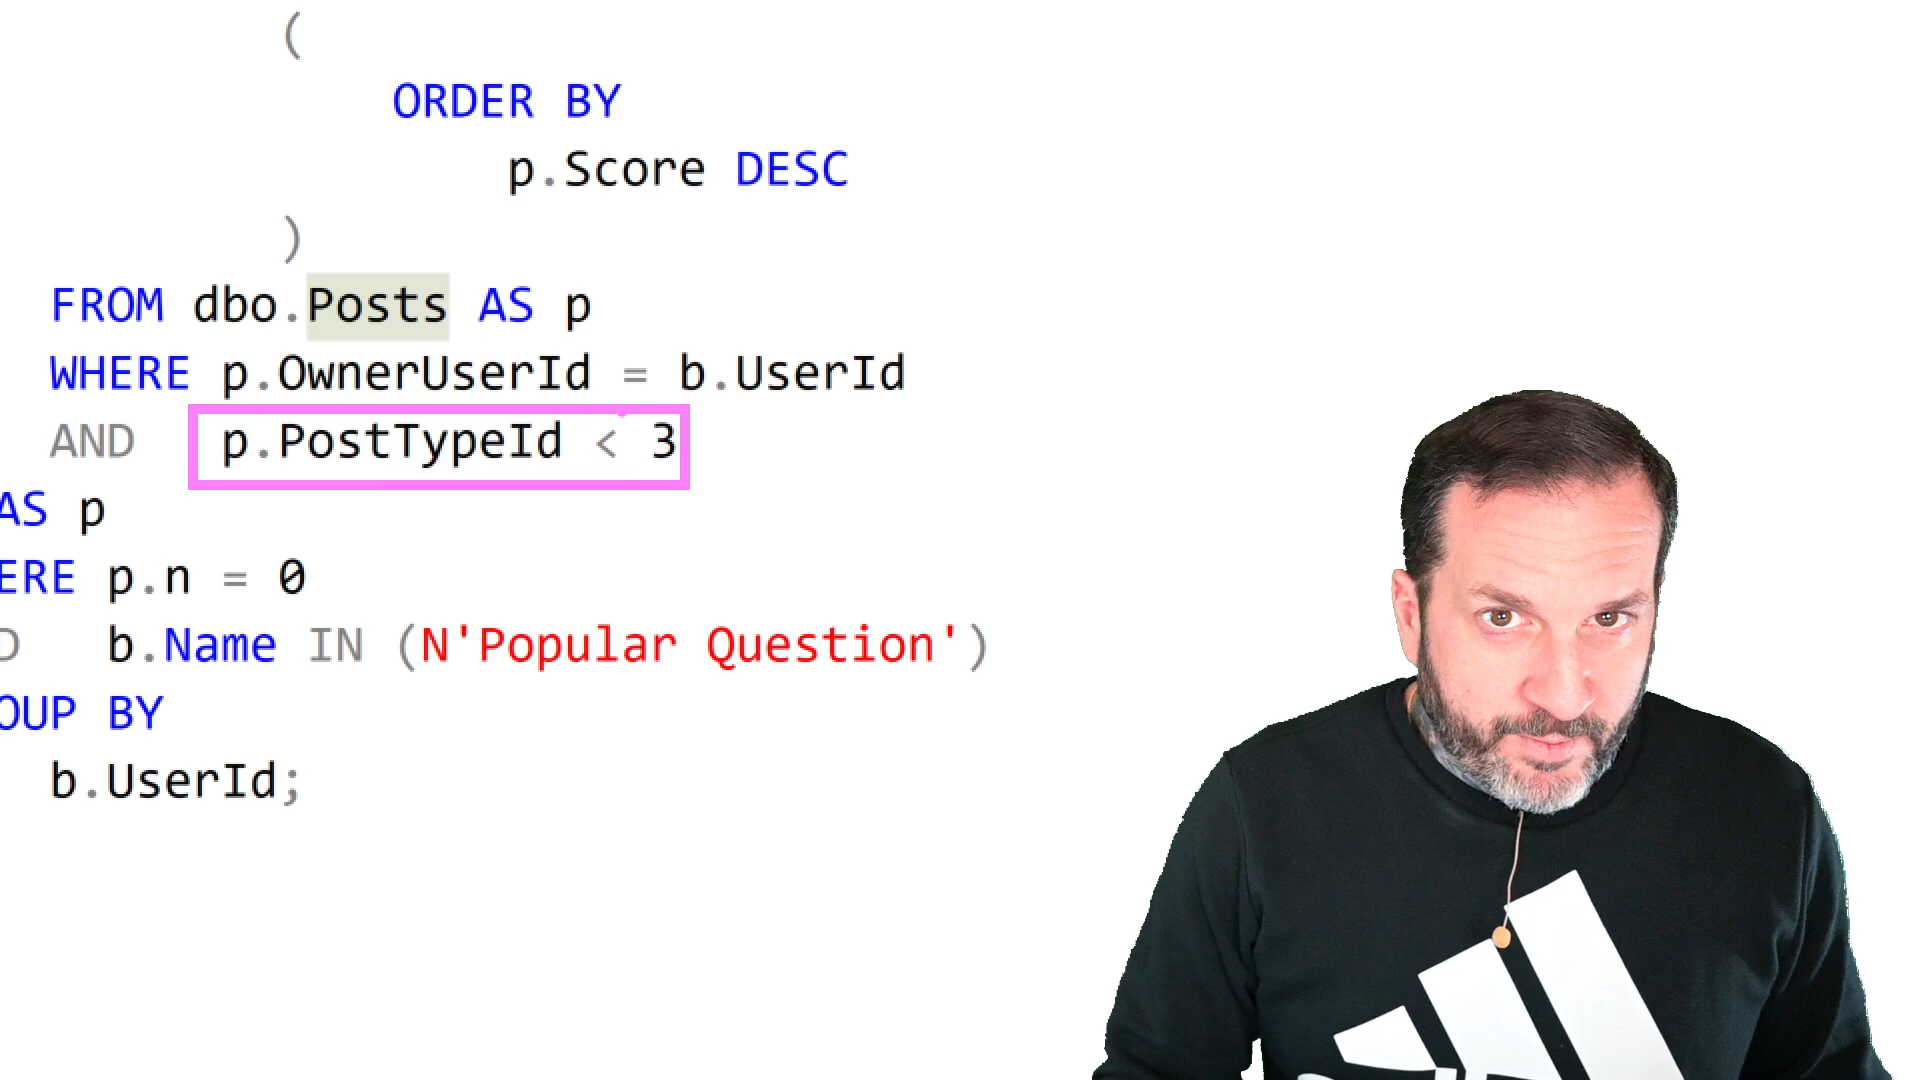 (
ORDER BY
p.Score DESC
)
FROM dbo.Posts AS p
WHERE p.OwnerUserId = b.UserId
AND p.PostTypeId < 3
AS p
ERE p.n = 0
D b.Name IN (N'Popular Question')
OUP BY
b.UserId;